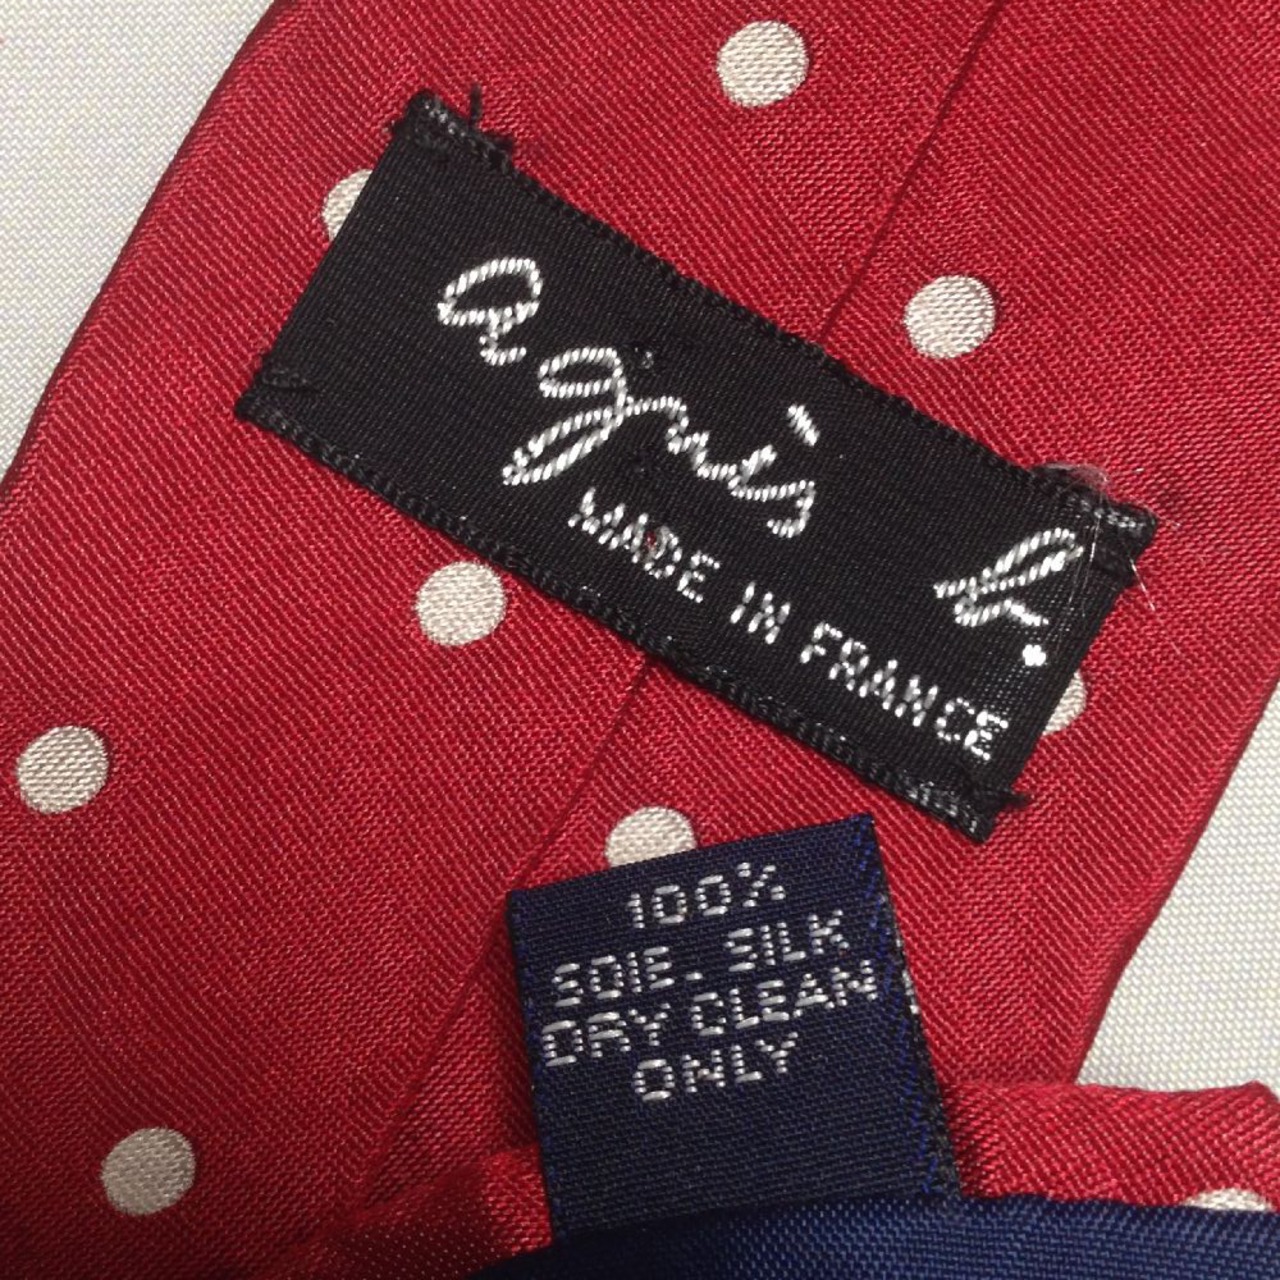 agnès b.
MADE IN FRANCE
100%
SOIE. SILK
DRY CLEAN
ONLY